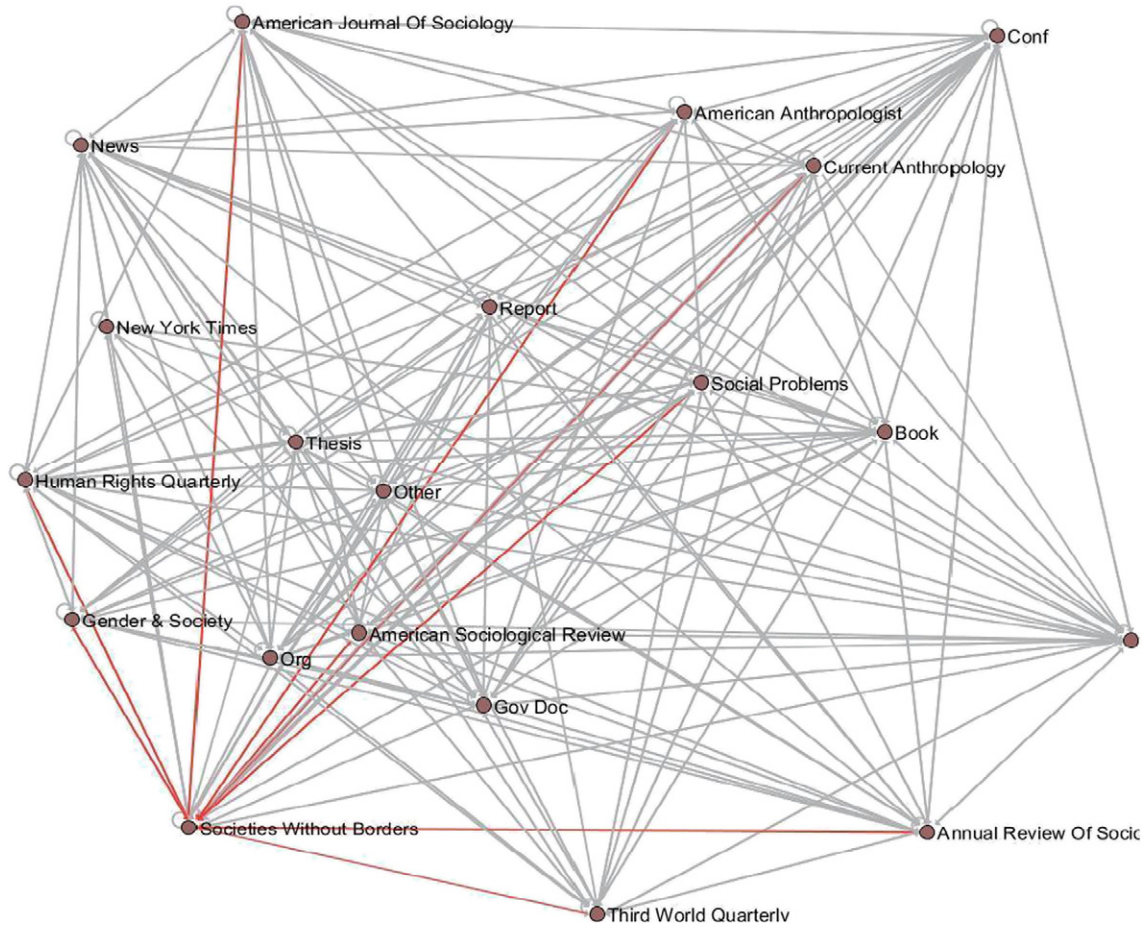 American Journal Of Sociology
Conf
American Anthropologist
News
Current Anthropology
Report
New York Times
Social Problems
Book
Thesis
Human Rights Quarterly
Other
Gender & Society
American Sociological Review
Org
Gov Doc
Societies Without Borders
Annual Review Of Socic
Third World Quarterly